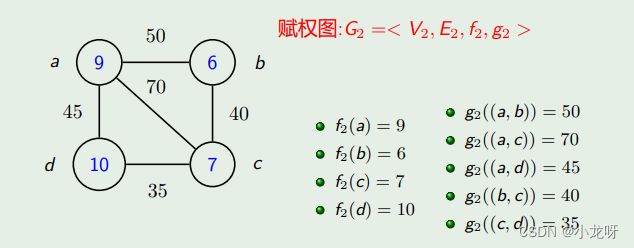 赋权图:G₂ =< V₂, E₂, f₂, g₂ >
50
a 9 6 b
70
45 40
d 10 7 c
35
f₂(a) = 9
f₂(b) = 6
f₂(c) = 7
f₂(d) = 10
g₂((a, b)) = 50
g₂((a, c)) = 70
g₂((a, d)) = 45
g₂((b, c)) = 40
g₂((c, d)) = 35
CSDN @小龙呀